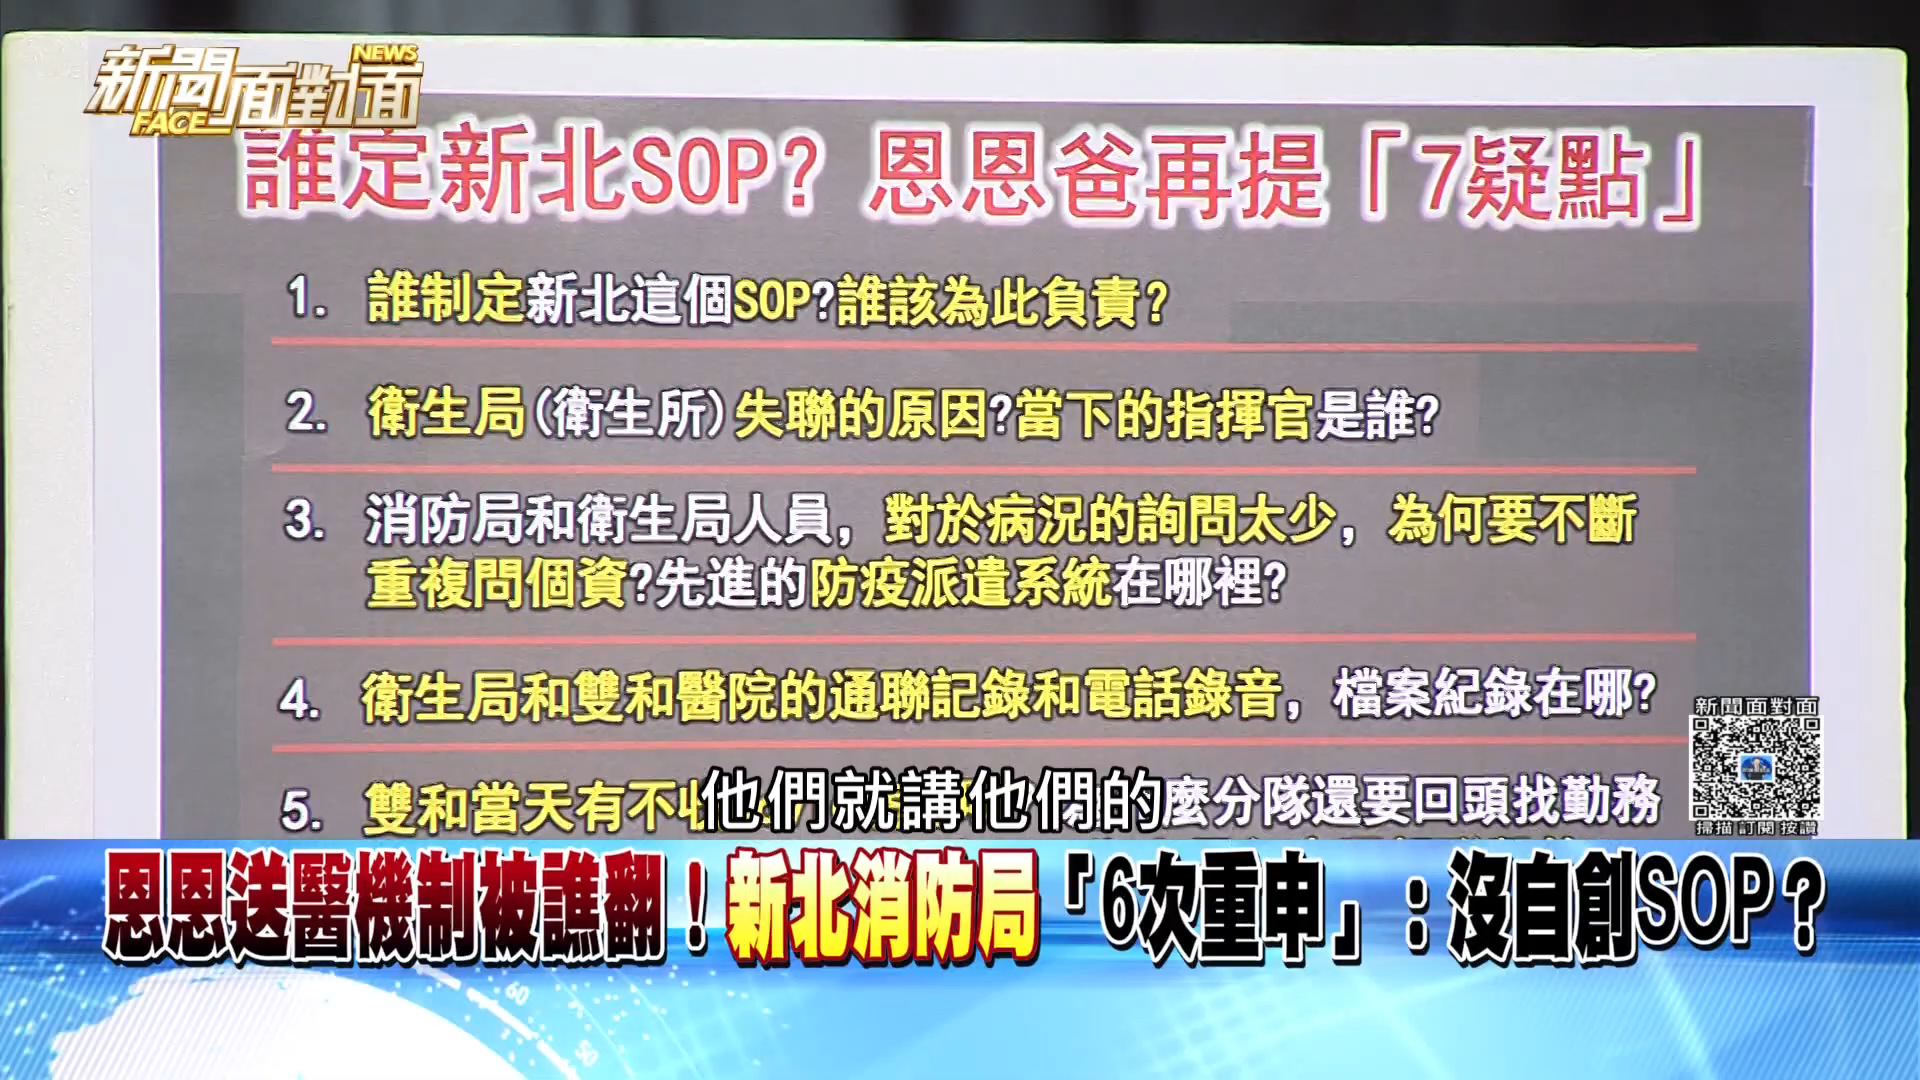 新聞面對面
NEWS
FACE
誰定新北SOP？恩恩爸再提「7疑點」
1. 誰制定新北這個SOP?誰該為此負責?
2. 衛生局(衛生所)失聯的原因?當下的指揮官是誰?
3. 消防局和衛生局人員，對於病況的詢問太少，為何要不斷
重複問個資?先進的防疫派遣系統在哪裡?
4. 衛生局和雙和醫院的通聯記錄和電話錄音，檔案紀錄在哪?
5. 雙和當天有不收
麼分隊還要回頭找勤務
他們就講他們的
新聞面對面
掃描 訂閱 按讚
恩恩送醫機制被譙翻！新北消防局「6次重申」：沒自創SOP？
60
50